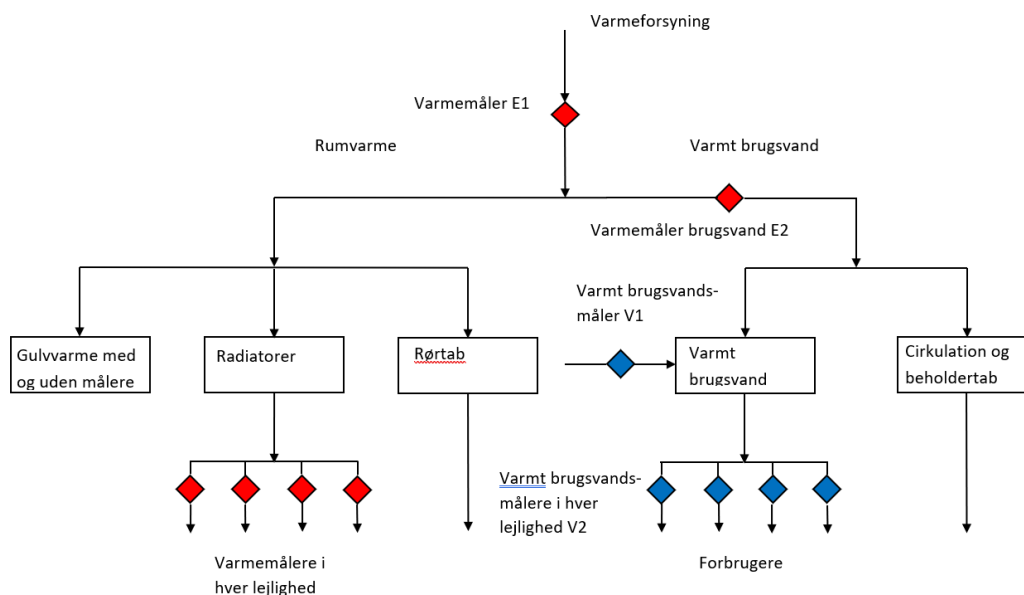 Varmeforsyning
Varmemåler E1
Rumvarme
Varmt brugsvand
Varmemåler brugsvand E2
Varmt brugsvands-
måler V1
Gulvvarme med
og uden målere
Radiatorer
Rørtab
Varmt
brugsvand
Cirkulation og
beholdertab
Varmt brugsvands-
målere i hver
lejlighed V2
Varmemålere i
hver lejlighed
Forbrugere